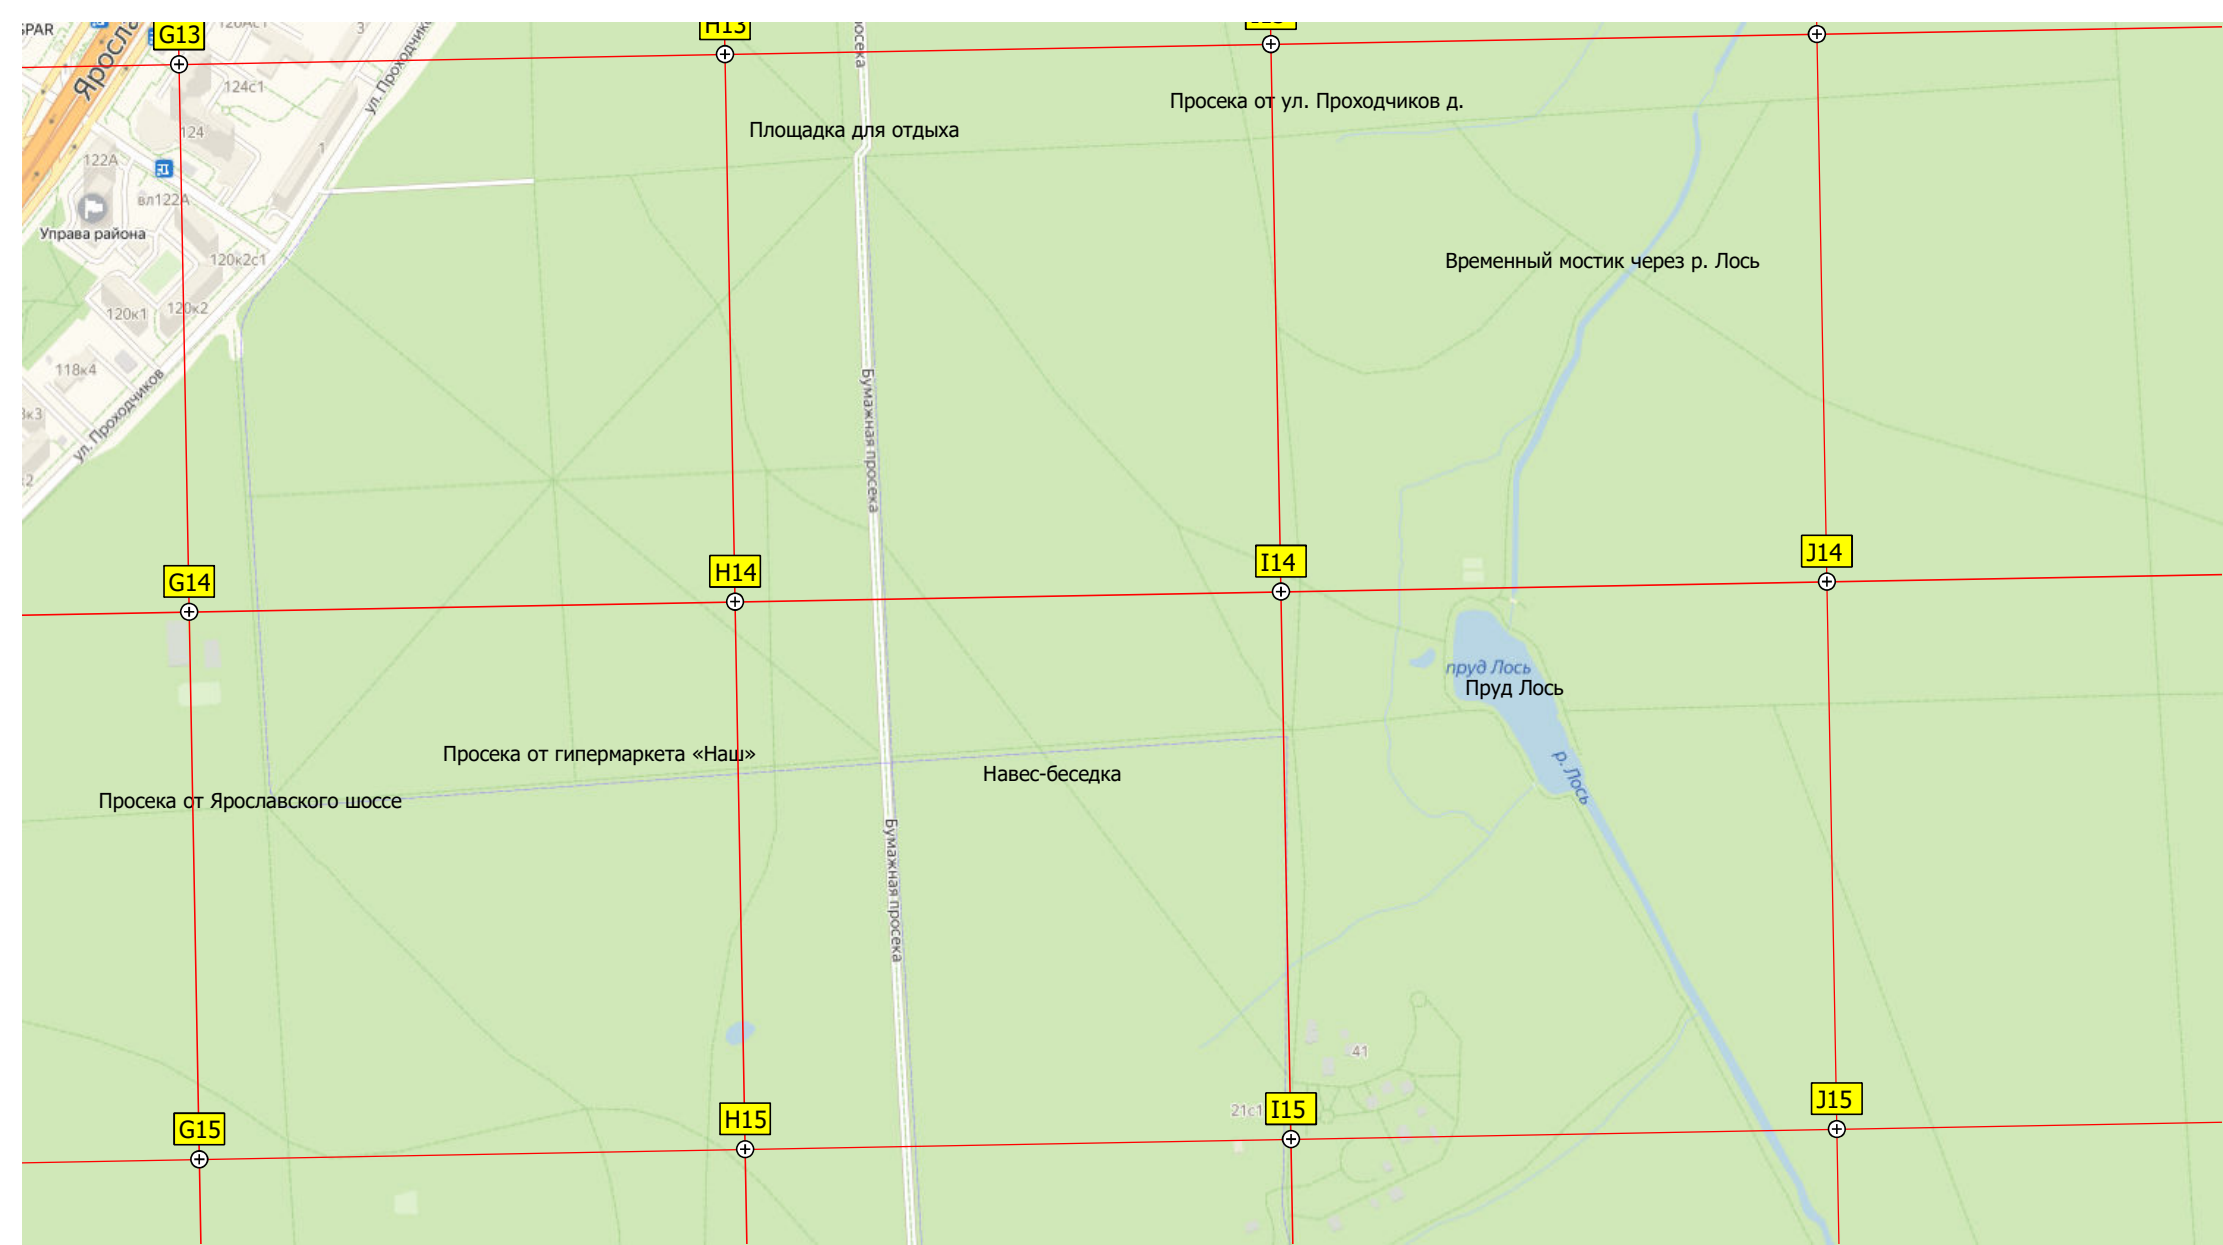 SPAR
G13
H13
3
124с1
ул. Проходчиков
осека
Просека от ул. Проходчиков д.
124
1
Площадка для отдыха
122А
вл122А
Управа района
120к2с1
Временный мостик через р. Лось
120к1
120к2
118к4
ул. Проходчиков
Бумажная просека
G14
H14
I14
J14
пруд Лось
Пруд Лось
Просека от гипермаркета «Наш»
Навес-беседка
р. Лось
Просека от Ярославского шоссе
Бумажная просека
41
21с1
G15
H15
I15
J15